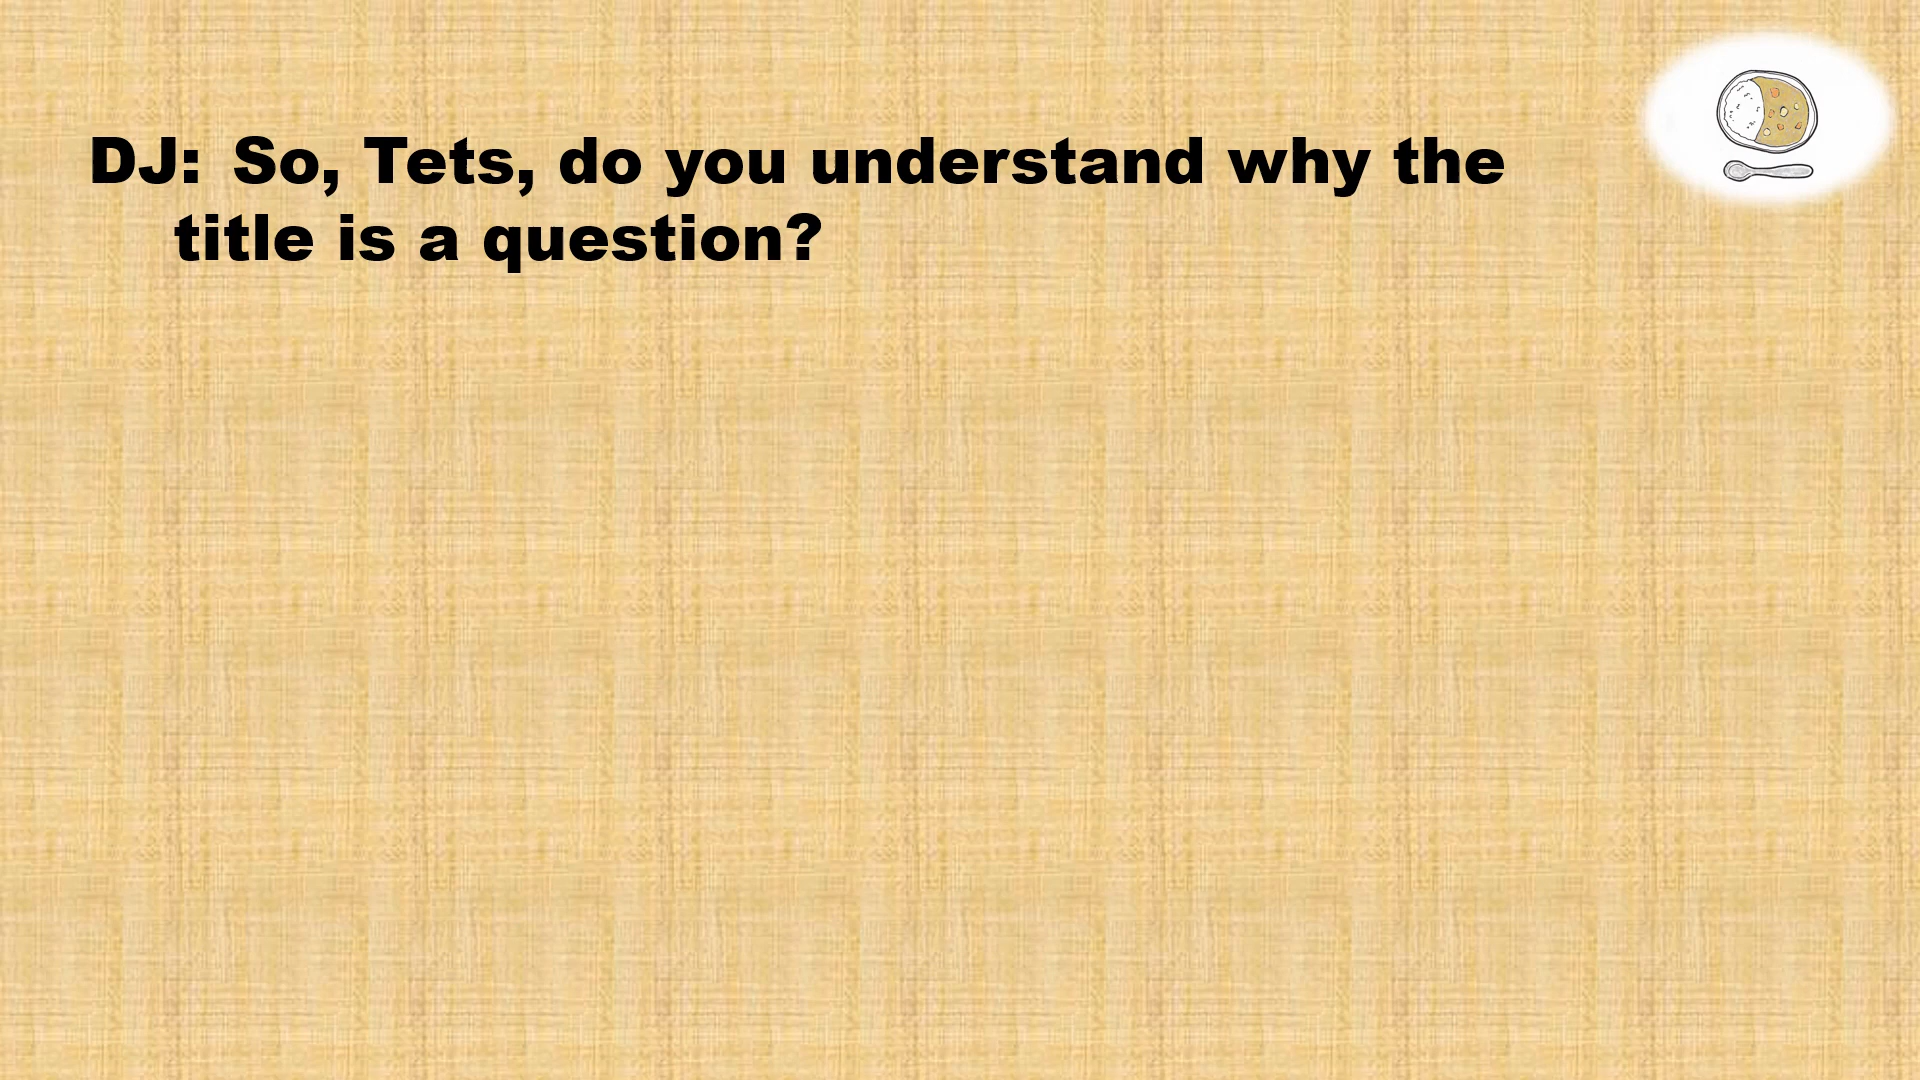 DJ: So, Tets, do you understand why the
title is a question?